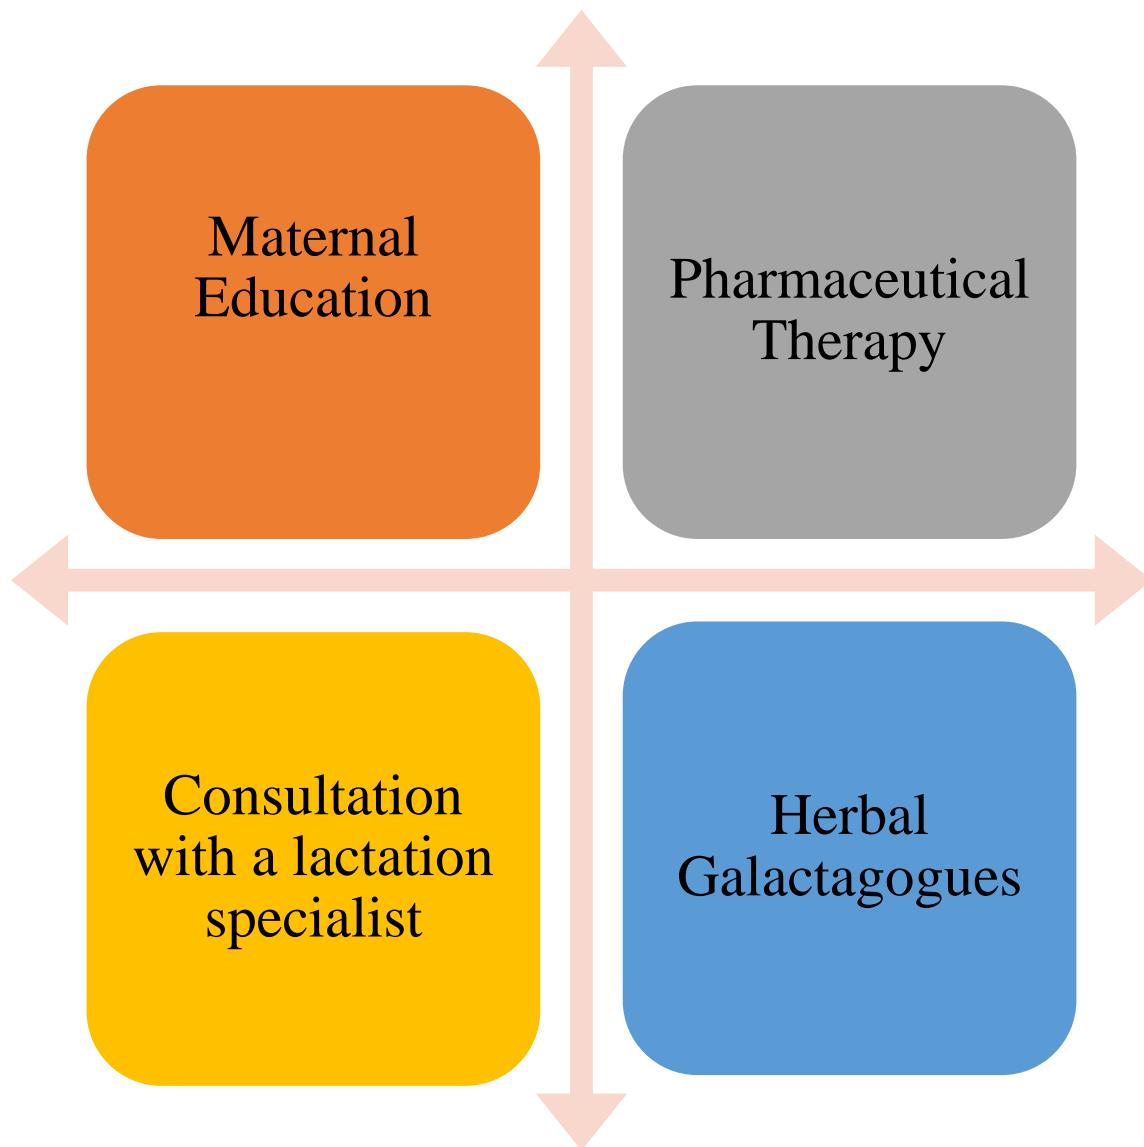 Maternal
Education
Pharmaceutical
Therapy
Consultation
with a lactation
specialist
Herbal
Galactagogues